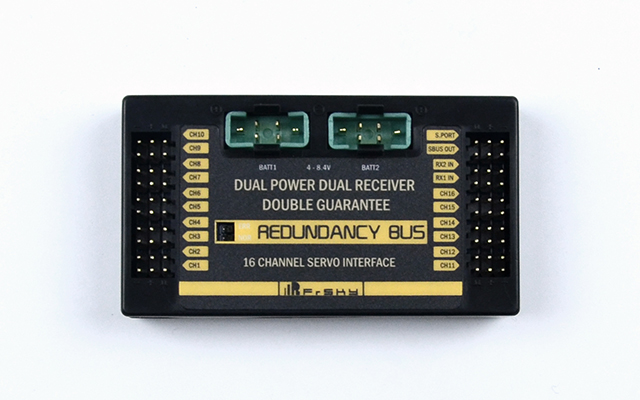 CH10
CH9
CH8
CH7
CH6
CH5
CH4
CH3
CH2
CH1
BATT1
4 - 8.4V
BATT2
DUAL POWER DUAL RECEIVER
DOUBLE GUARANTEE
REDUNDANCY BUS
16 CHANNEL SERVO INTERFACE
FrSky
S.PORT
SBUS OUT
RX2 IN
RX1 IN
CH16
CH15
CH14
CH13
CH12
CH11